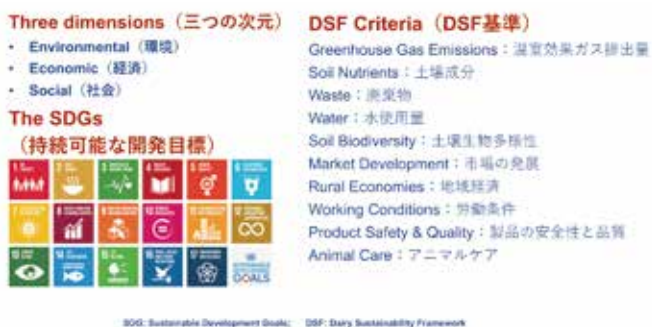 Three dimensions（三つの次元）
• Environmental（環境）
• Economic（経済）
• Social（社会）
The SDGs
（持続可能な開発目標）
GOALS
DSF Criteria（DSF基準）
Greenhouse Gas Emissions：温室効果ガス排出量
Soil Nutrients：土壌成分
Waste：廃棄物
Water：水使用量
Soil Biodiversity：土壌生物多様性
Market Development：市場の発展
Rural Economies：地域経済
Working Conditions：労働条件
Product Safety & Quality：製品の安全性と品質
Animal Care：アニマルケア
SDG: Sustainable Development Goals; DSF: Dairy Sustainability Framework